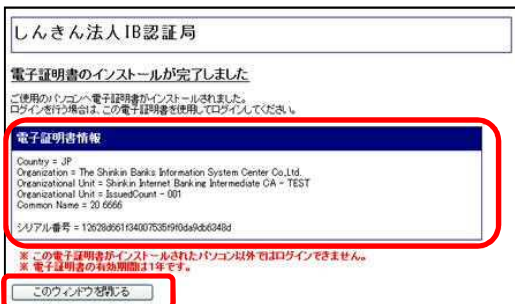 しんきん法人IB認証局
電子証明書のインストールが完了しました
ご使用のパソコンへ電子証明書がインストールされました。
ログインを行う場合は、この電子証明書を使用してログインしてください。
電子証明書情報
Country = JP
Organization = The Shinkin Banks Information System Center Co.,Ltd.
Organizational Unit = Shinkin Internet Banking Intermediate CA - TEST
Organizational Unit = IssuedCount - 001
Common Name = 20 6666
シリアル番号 =
※ この電子証明書がインストールされたパソコン以外ではログインできません。
※ 電子証明書の有効期間は1年です。
このウィンドウを閉じる